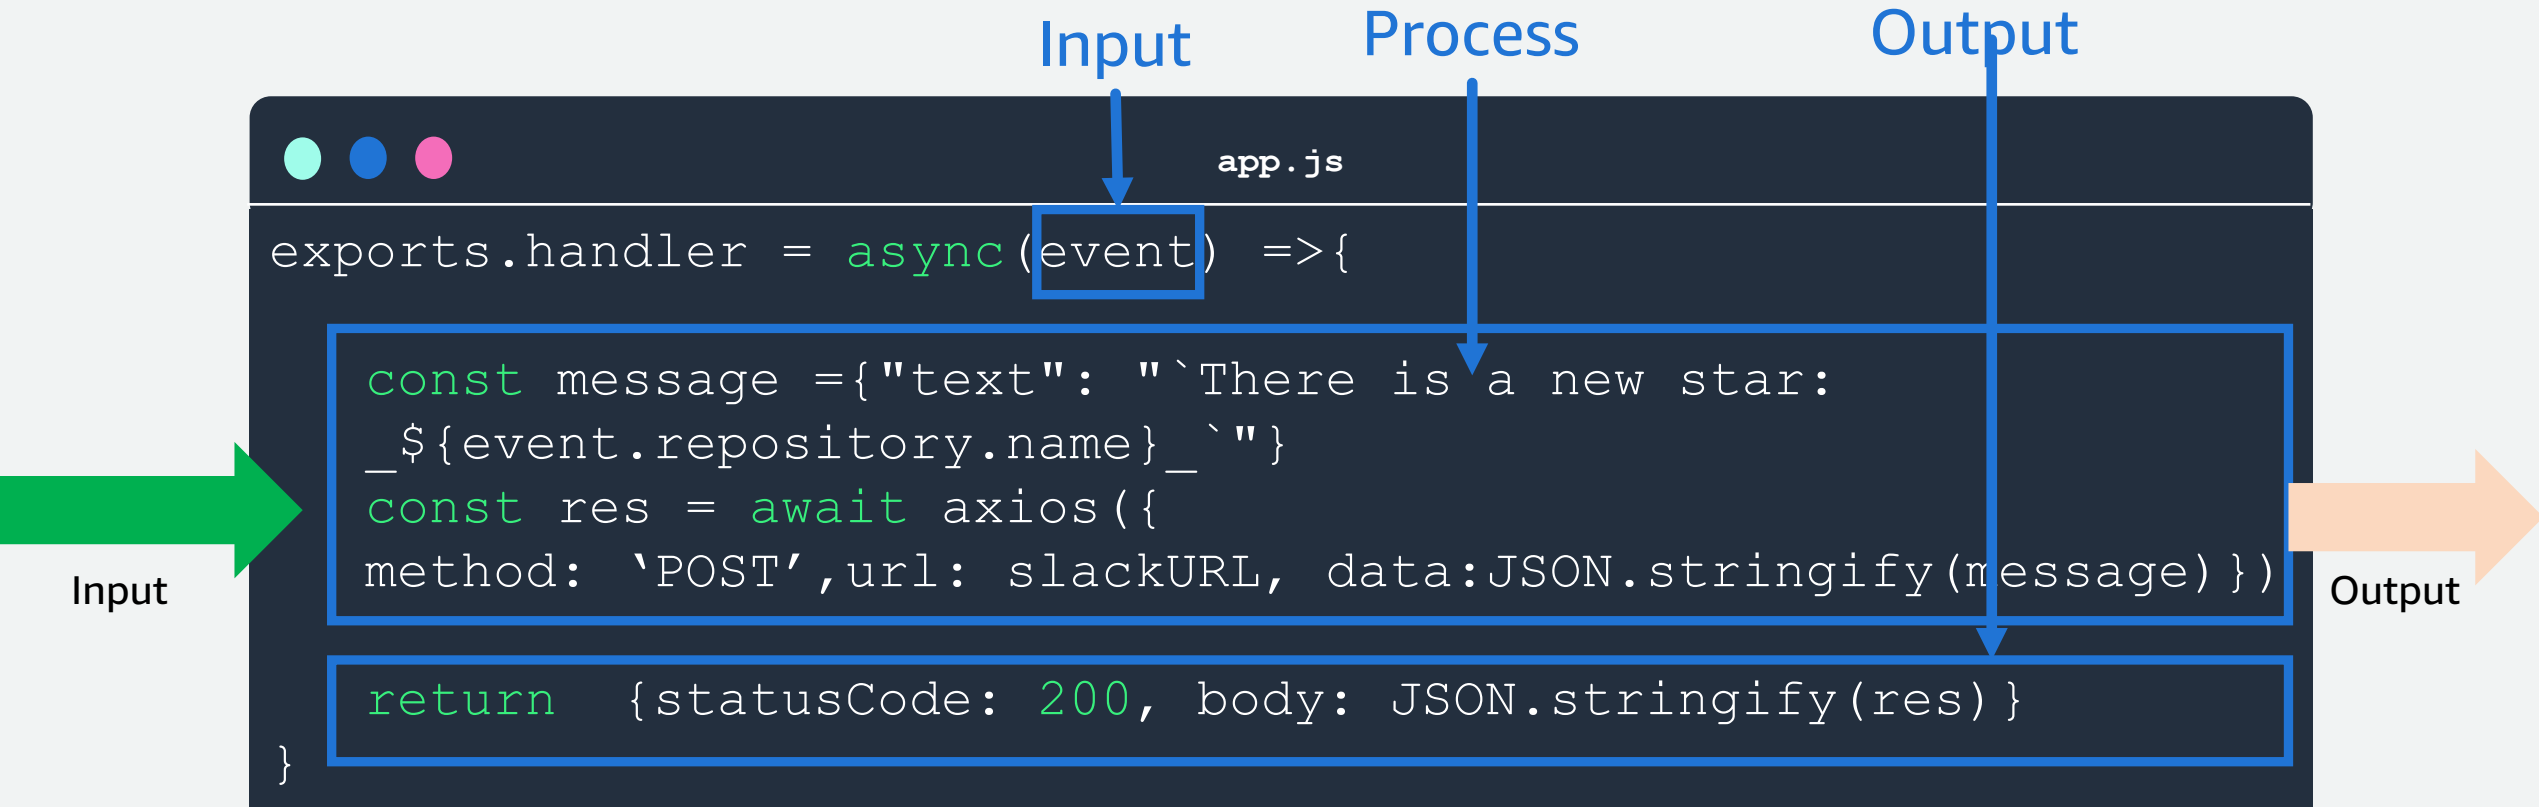 Input
Process
Output
app.js
exports.handler = async(event) =>{
const message ={"text": "`There is a new star:
_${event.repository.name}_`"}
const res = await axios({
method: ‛POST’,url: slackURL, data:JSON.stringify(message)})
Input
Output
return  {statusCode: 200, body: JSON.stringify(res)}
}